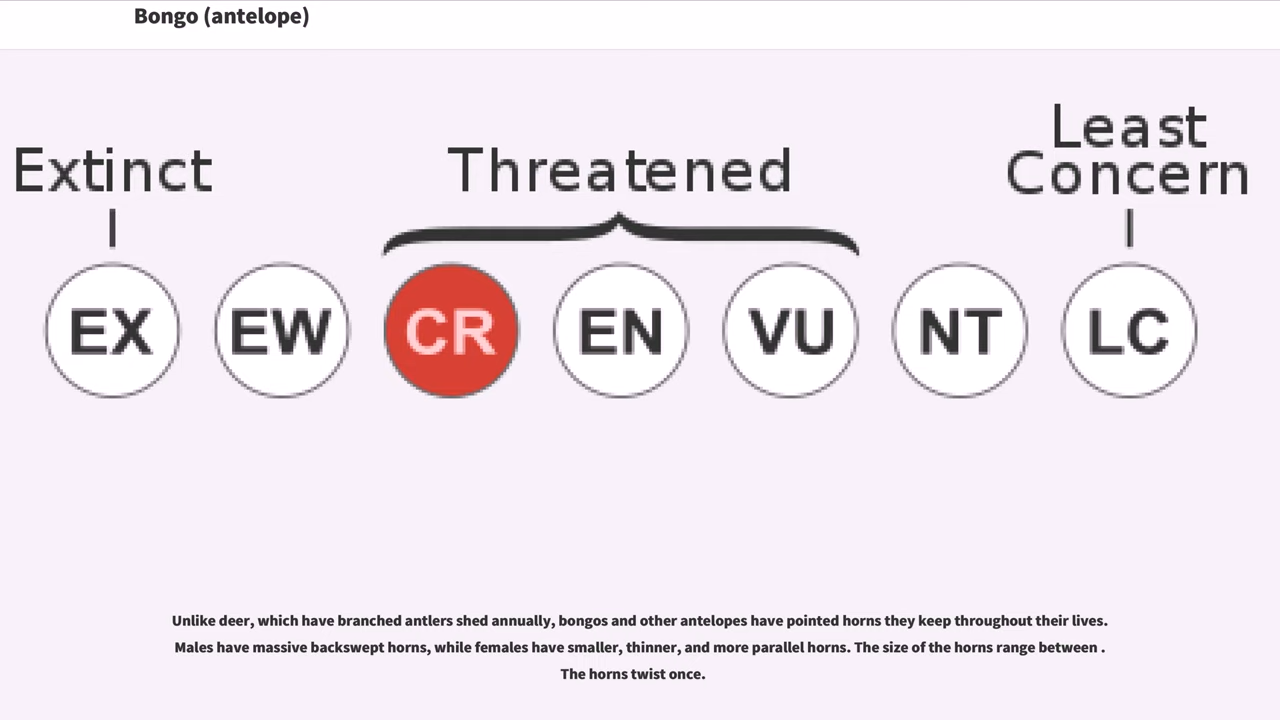 Bongo (antelope)
Least
Extinct Threatened Concern
EX EW CR EN VU NT LC
Unlike deer, which have branched antlers shed annually, bongos and other antelopes have pointed horns they keep throughout their lives.
Males have massive backswept horns, while females have smaller, thinner, and more parallel horns. The size of the horns range between .
The horns twist once.